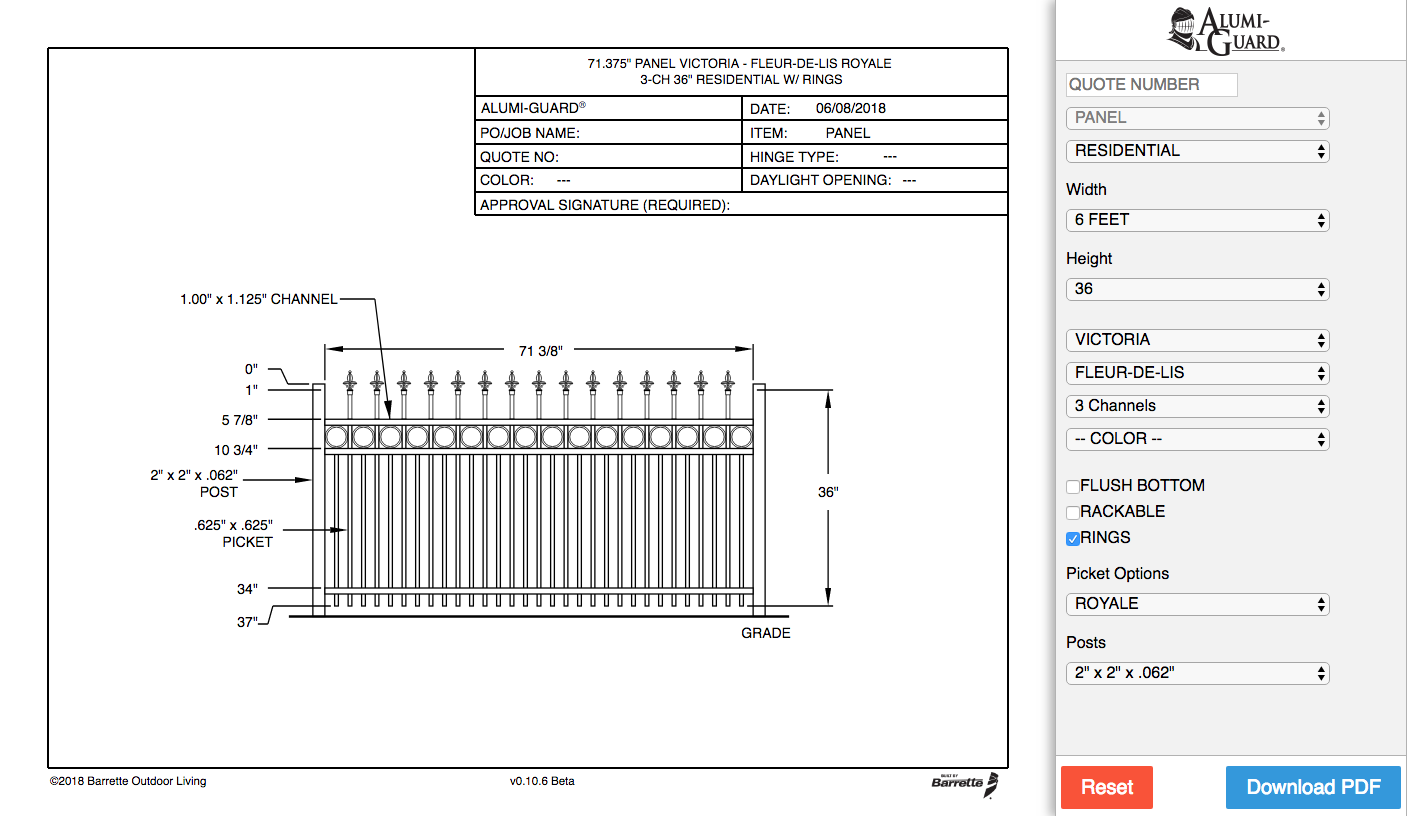 71.375" PANEL VICTORIA - FLEUR-DE-LIS ROYALE
3-CH 36" RESIDENTIAL W/ RINGS
ALUMI-GUARD®
DATE: 06/08/2018
PO/JOB NAME:
ITEM: PANEL
QUOTE NO:
HINGE TYPE: ---
COLOR: ---
DAYLIGHT OPENING: ---
APPROVAL SIGNATURE (REQUIRED):
1.00" x 1.125" CHANNEL
71 3/8"
0"
1"
5 7/8"
10 3/4"
2" x 2" x .062"
POST
36"
.625" x .625"
PICKET
34"
37"
GRADE
©2018 Barrette Outdoor Living
v0.10.6 Beta
BUILT BY
Barrette
ALUMI-
GUARD®
QUOTE NUMBER
PANEL
RESIDENTIAL
Width
6 FEET
Height
36
VICTORIA
FLEUR-DE-LIS
3 Channels
-- COLOR --
FLUSH BOTTOM
RACKABLE
RINGS
Picket Options
ROYALE
Posts
2" x 2" x .062"
Reset
Download PDF